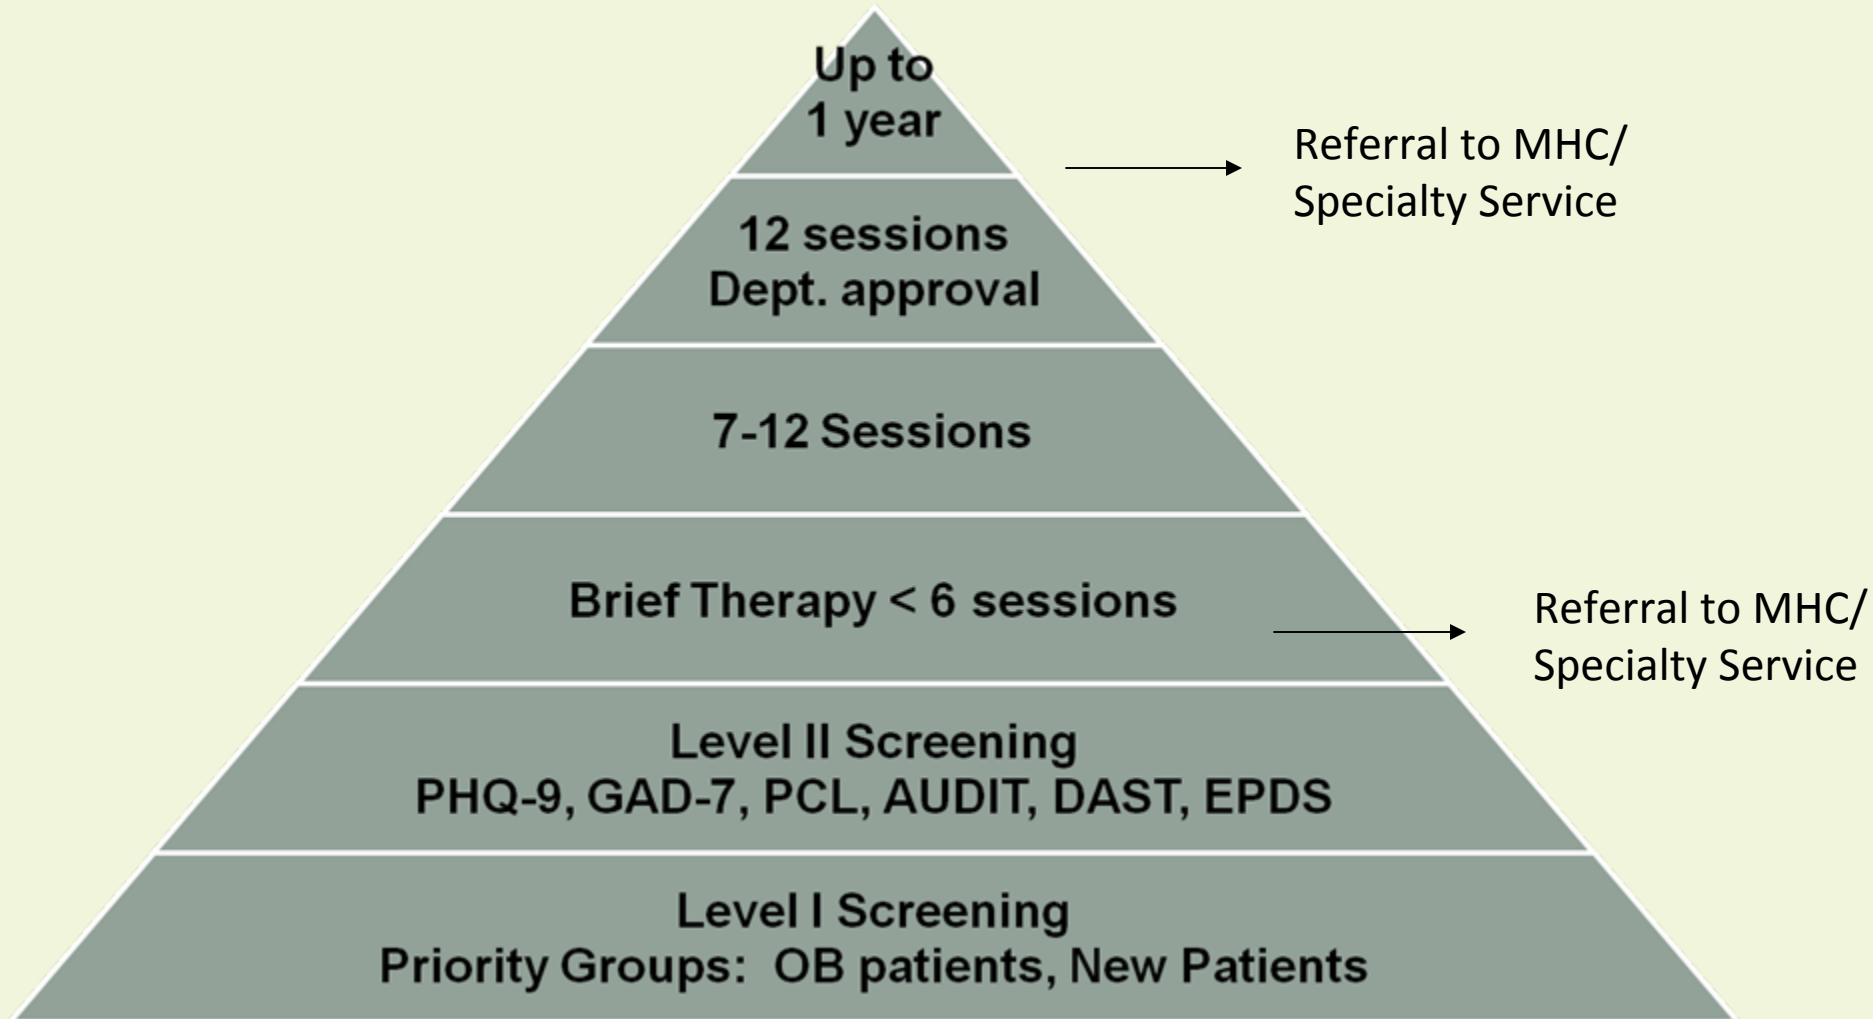 Up to
1 year
Referral to MHC/
Specialty Service
12 sessions
Dept. approval
7-12 Sessions
Brief Therapy < 6 sessions
Referral to MHC/
Specialty Service
Level II Screening
PHQ-9, GAD-7, PCL, AUDIT, DAST, EPDS
Level I Screening
Priority Groups:  OB patients, New Patients